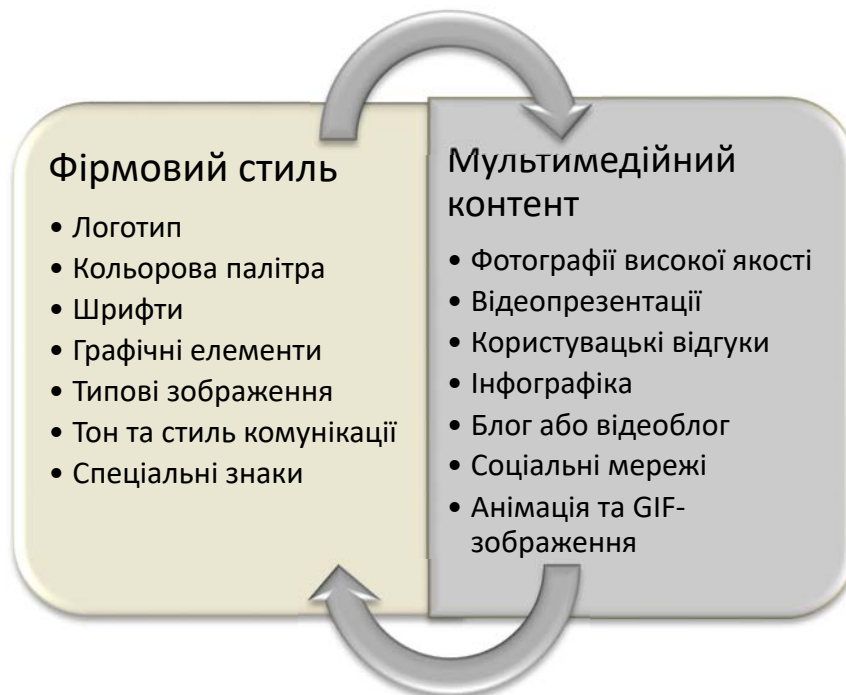 Фірмовий стиль
• Логотип
• Кольорова палітра
• Шрифти
• Графічні елементи
• Типові зображення
• Тон та стиль комунікації
• Спеціальні знаки
Мультимедійний
контент
• Фотографії високої якості
• Відеопрезентації
• Користувацькі відгуки
• Інфографіка
• Блог або відеоблог
• Соціальні мережі
• Анімація та GIF-
зображення